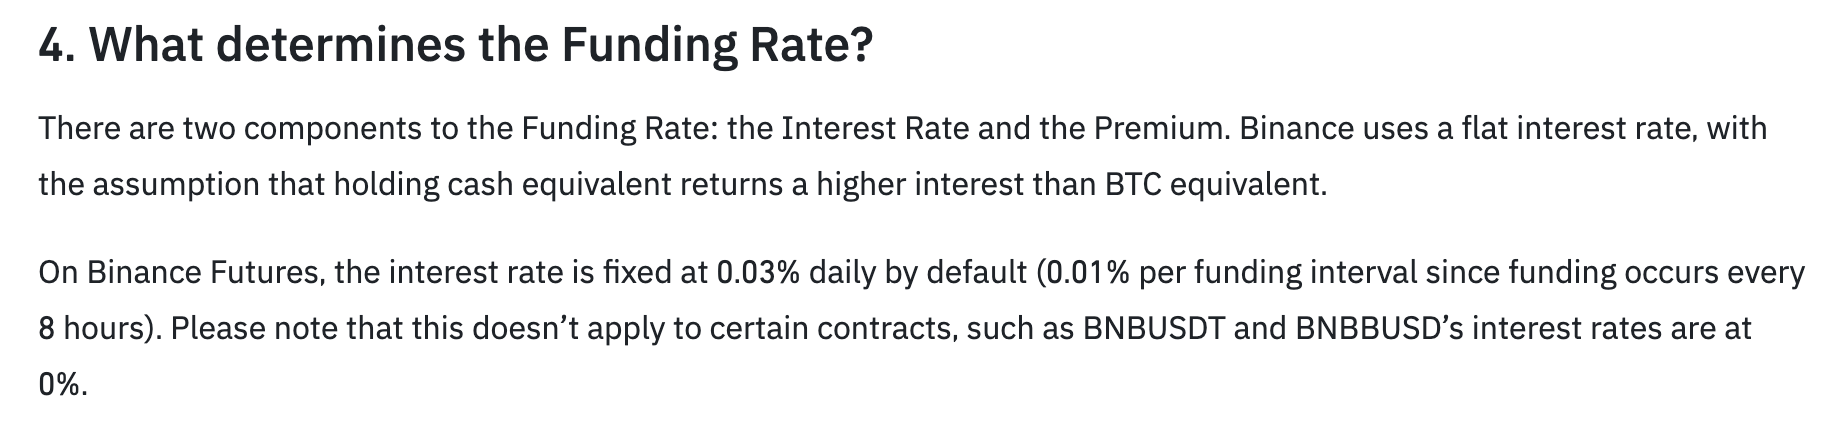 4. What determines the Funding Rate?
There are two components to the Funding Rate: the Interest Rate and the Premium. Binance uses a flat interest rate, with
the assumption that holding cash equivalent returns a higher interest than BTC equivalent.
On Binance Futures, the interest rate is fixed at 0.03% daily by default (0.01% per funding interval since funding occurs every
8 hours). Please note that this doesn’t apply to certain contracts, such as BNBUSDT and BNBBUSD’s interest rates are at
0%.